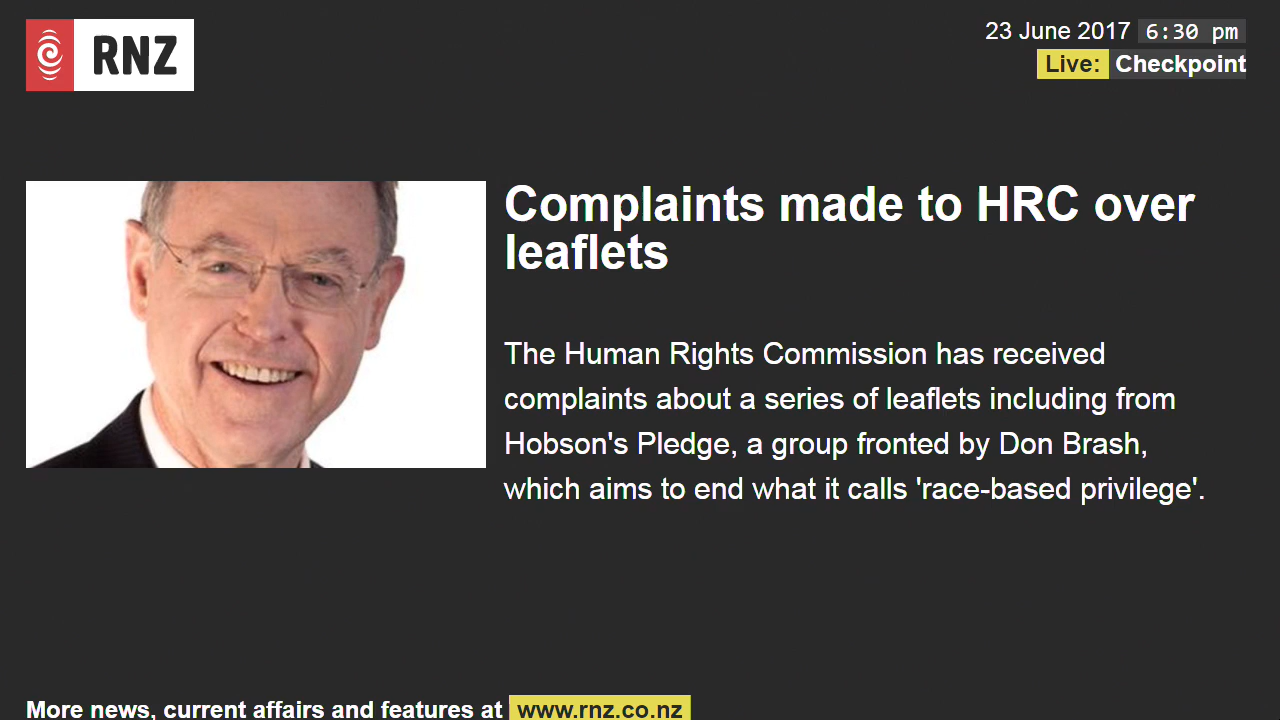 RNZ
23 June 2017 6:30 pm
Live: Checkpoint
Complaints made to HRC over
leaflets
The Human Rights Commission has received
complaints about a series of leaflets including from
Hobson's Pledge, a group fronted by Don Brash,
which aims to end what it calls 'race-based privilege'.
More news, current affairs and features at www.rnz.co.nz